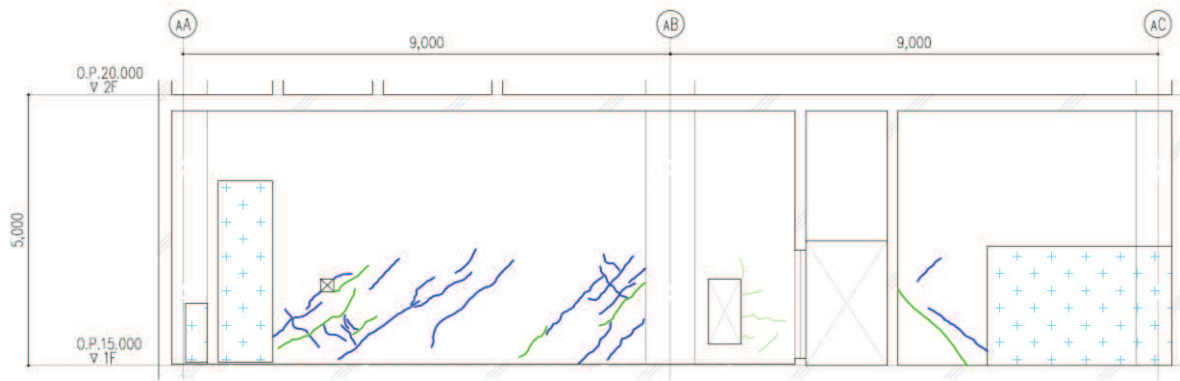 AA
AB
AC
9,000
9,000
O.P.20.000
∇ 2F
5,000
O.P.15.000
∇ 1F